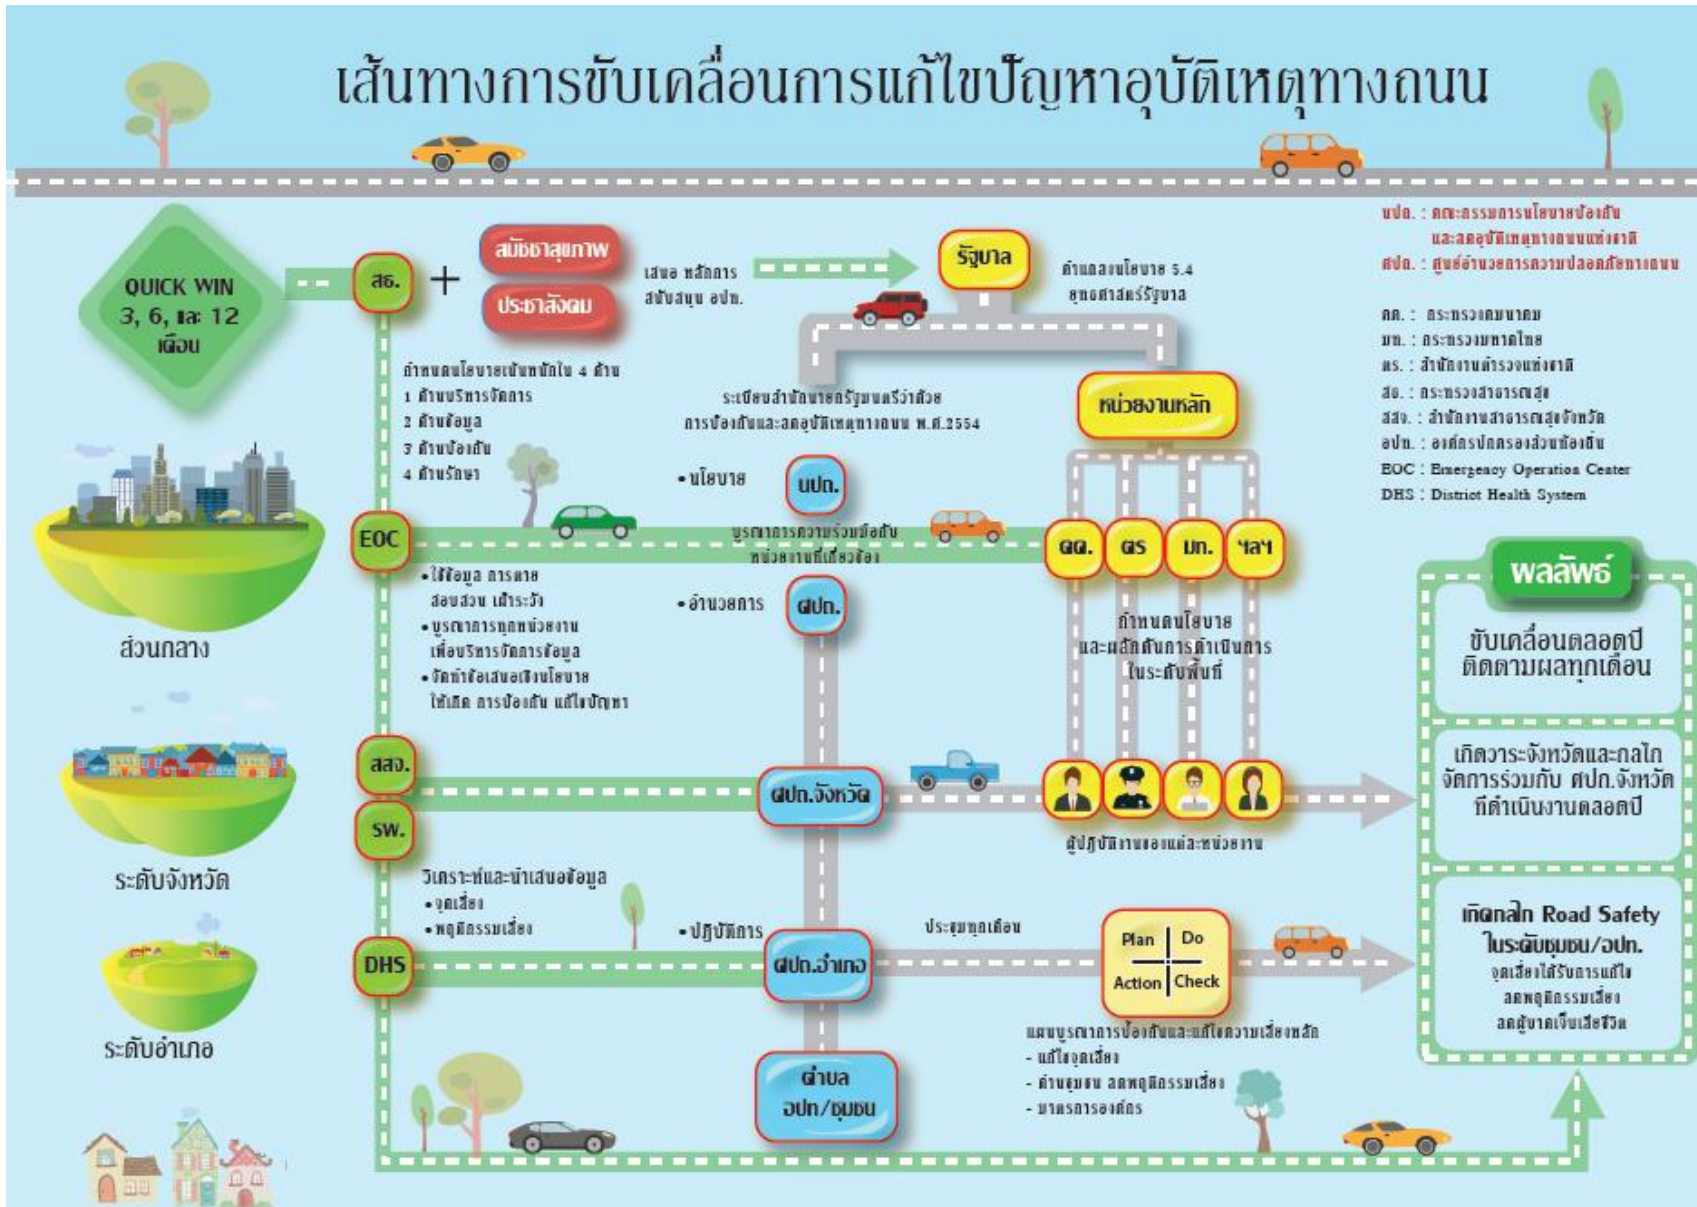 เส้นทางการขับเคลื่อนการแก้ไขปัญหาอุบัติเหตุทางถนน
QUICK WIN
3, 6, และ 12
เดือน
สธ.
+
สมัชชาสุขภาพ
ประชาสังคม
เสนอ หลักการ
สนับสนุน อปท.
รัฐบาล
คำแถลงนโยบาย 5.4
ยุทธศาสตร์รัฐบาล
นปถ. : คณะกรรมการนโยบายป้องกัน
และลดอุบัติเหตุทางถนนแห่งชาติ
ศปถ. : ศูนย์อำนวยการความปลอดภัยทางถนน
คค. : กระทรวงคมนาคม
มท. : กระทรวงมหาดไทย
ตร. : สำนักงานตำรวจแห่งชาติ
สธ. : กระทรวงสาธารณสุข
สสจ. : สำนักงานสาธารณสุขจังหวัด
อปท. : องค์กรปกครองส่วนท้องถิ่น
EOC : Emergency Operation Center
DHS : District Health System
กำหนดนโยบายเน้นหนักใน 4 ด้าน
1 ด้านบริหารจัดการ
2 ด้านข้อมูล
3 ด้านป้องกัน
4 ด้านรักษา
ระเบียบสำนักนายกรัฐมนตรีว่าด้วย
การป้องกันและลดอุบัติเหตุทางถนน พ.ศ.2554
หน่วยงานหลัก
• นโยบาย
นปถ.
EOC
บูรณาการความร่วมมือกับ
หน่วยงานที่เกี่ยวข้อง
คค.
ตร
มท.
ฯลฯ
• ใช้ข้อมูล การตาย
สอบสวน เฝ้าระวัง
• บูรณาการทุกหน่วยงาน
เพื่อบริหารจัดการข้อมูล
• จัดทำข้อเสนอเชิงนโยบาย
ให้เกิด การป้องกัน แก้ไขปัญหา
• อำนวยการ
ศปถ.
กำหนดนโยบาย
และผลักดันการดำเนินการ
ในระดับพื้นที่
ผลลัพธ์
ขับเคลื่อนตลอดปี
ติดตามผลทุกเดือน
ส่วนกลาง
สสจ.
รพ.
ศปถ.จังหวัด
ผู้ปฏิบัติงานของแต่ละหน่วยงาน
เกิดวาระจังหวัดและกลไก
จัดการร่วมกับ ศปถ.จังหวัด
ที่ดำเนินงานตลอดปี
ระดับจังหวัด
วิเคราะห์และนำเสนอข้อมูล
• จุดเสี่ยง
• พฤติกรรมเสี่ยง
DHS
• ปฏิบัติการ
ศปถ.อำเภอ
ประชุมทุกเดือน
Plan
Do
Action
Check
เกิดกลไก Road Safety
ในระดับชุมชน/อปท.
จุดเสี่ยงได้รับการแก้ไข
ลดพฤติกรรมเสี่ยง
ลดผู้บาดเจ็บเสียชีวิต
ระดับอำเภอ
แผนบูรณาการป้องกันและแก้ไขความเสี่ยงหลัก
- แก้ไขจุดเสี่ยง
- ด่านชุมชน ลดพฤติกรรมเสี่ยง
- มาตรการองค์กร
ตำบล
อปท/ชุมชน